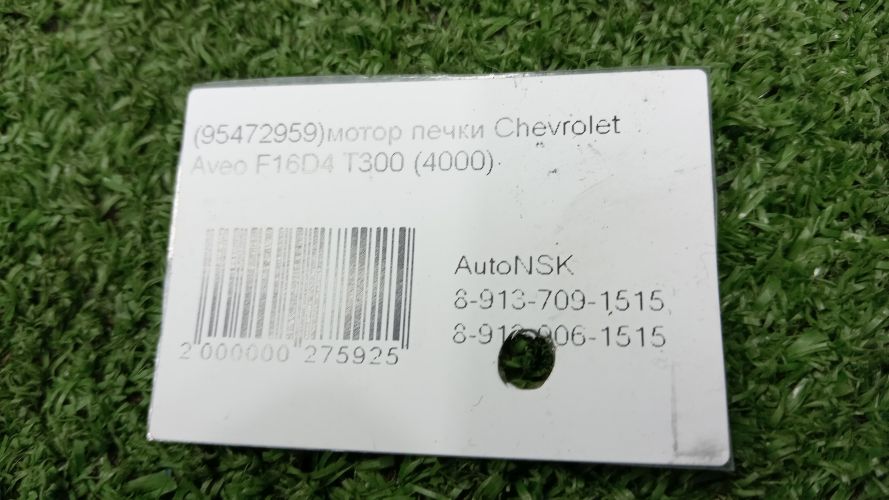 (95472959)мотор печки Chevrolet
Aveo F16D4 T300 (4000)
2 000000 275925
AutoNSK
8-913-709-1515